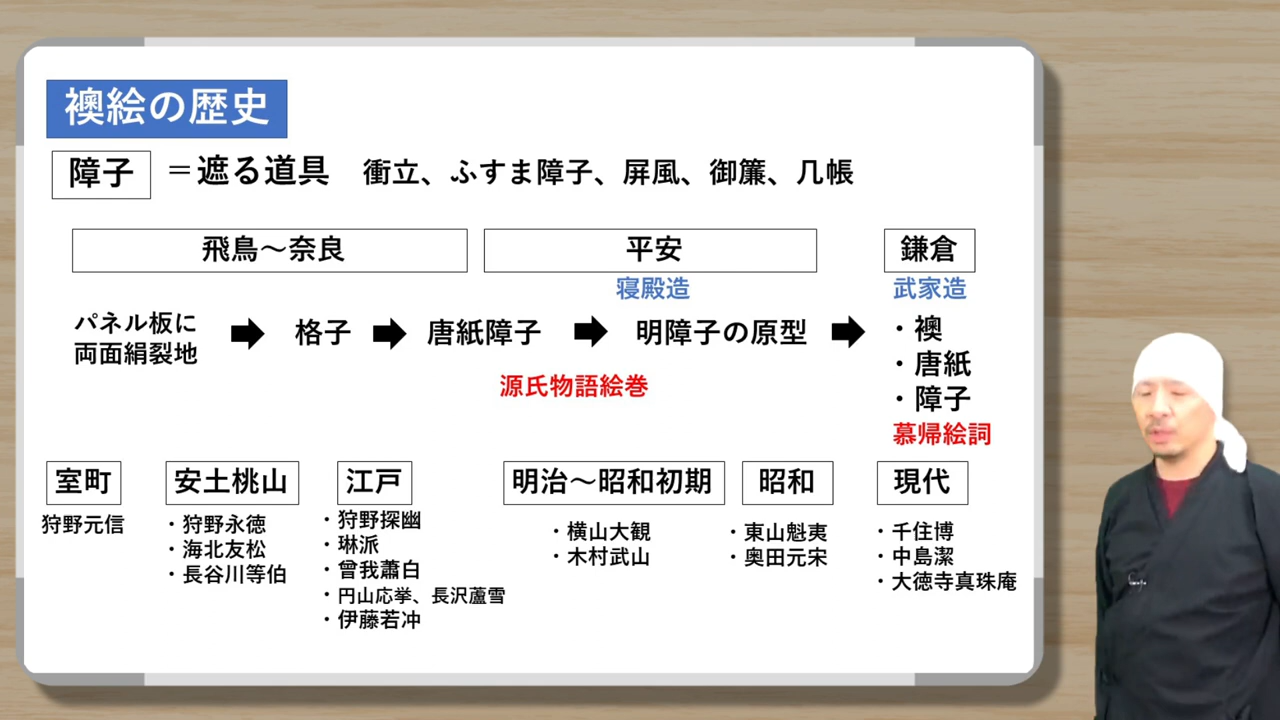 襖絵の歴史
障子 ＝遮る道具 衝立、ふすま障子、屏風、御簾、几帳
飛鳥～奈良 平安 鎌倉
寝殿造 武家造
パネル板に
両面絹裂地
格子 唐紙障子 明障子の原型
・襖
・唐紙
・障子
源氏物語絵巻
慕帰絵詞
室町
狩野元信
安土桃山
・狩野永徳
・海北友松
・長谷川等伯
江戸
・狩野探幽
・琳派
・曾我蕭白
・円山応挙、長沢蘆雪
・伊藤若冲
明治～昭和初期
・横山大観
・木村武山
昭和
・東山魁夷
・奥田元宋
現代
・千住博
・中島潔
・大徳寺真珠庵